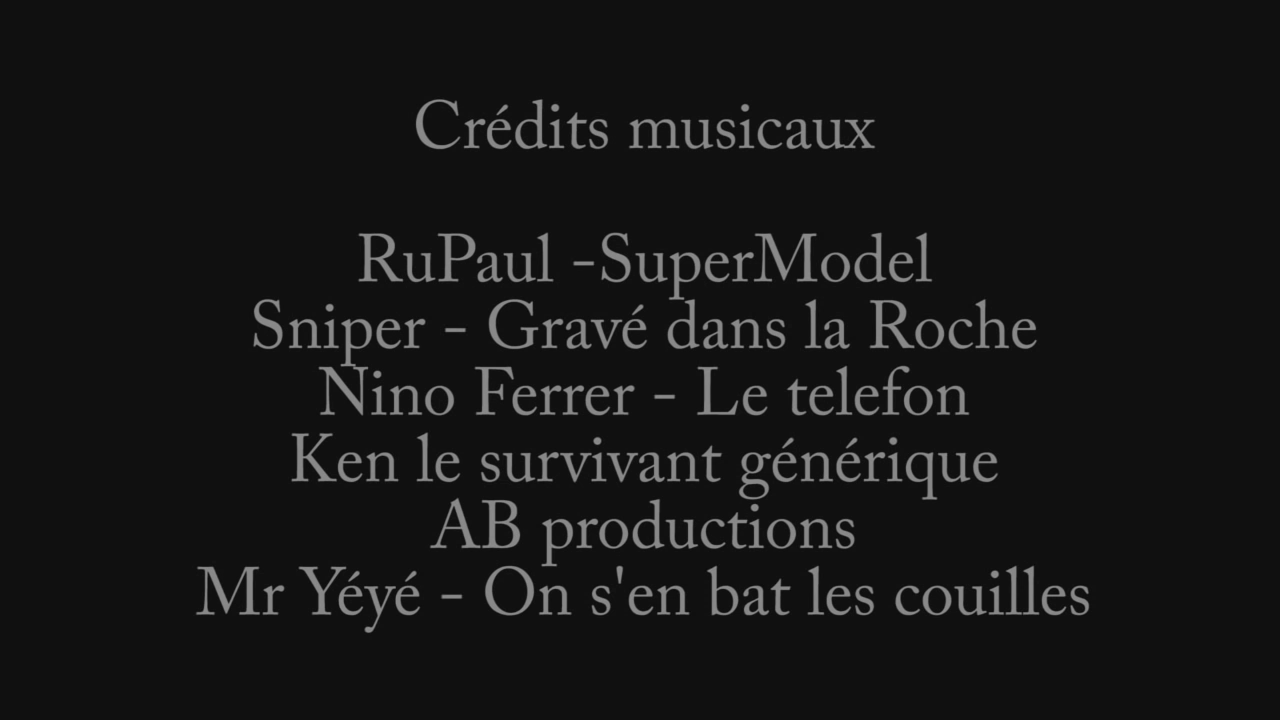 Crédits musicaux
RuPaul -SuperModel
Sniper - Gravé dans la Roche
Nino Ferrer - Le telefon
Ken le survivant générique
AB productions
Mr Yéyé - On s'en bat les couilles